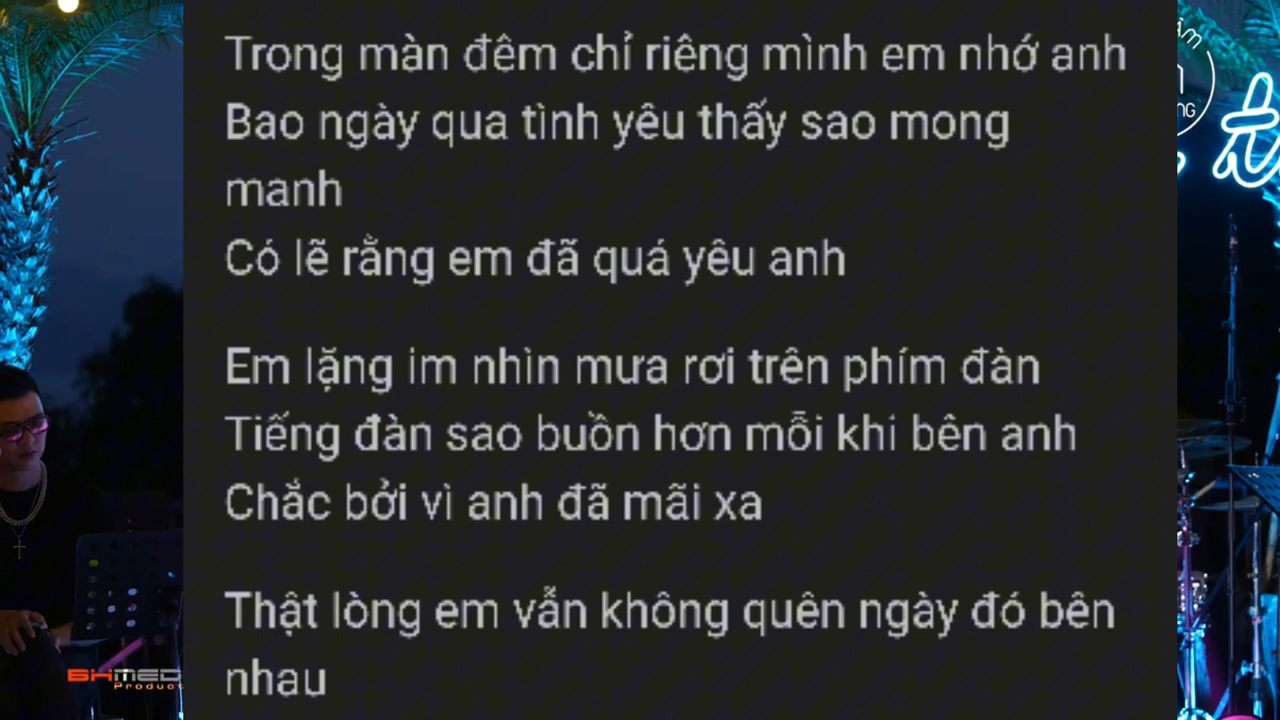 Trong màn đêm chỉ riêng mình em nhớ anh
Bao ngày qua tình yêu thấy sao mong
manh
Có lẽ rằng em đã quá yêu anh
Em lặng im nhìn mưa rơi trên phím đàn
Tiếng đàn sao buồn hơn mỗi khi bên anh
Chắc bởi vì anh đã mãi xa
Thật lòng em vẫn không quên ngày đó bên
nhau
BHMED
Product